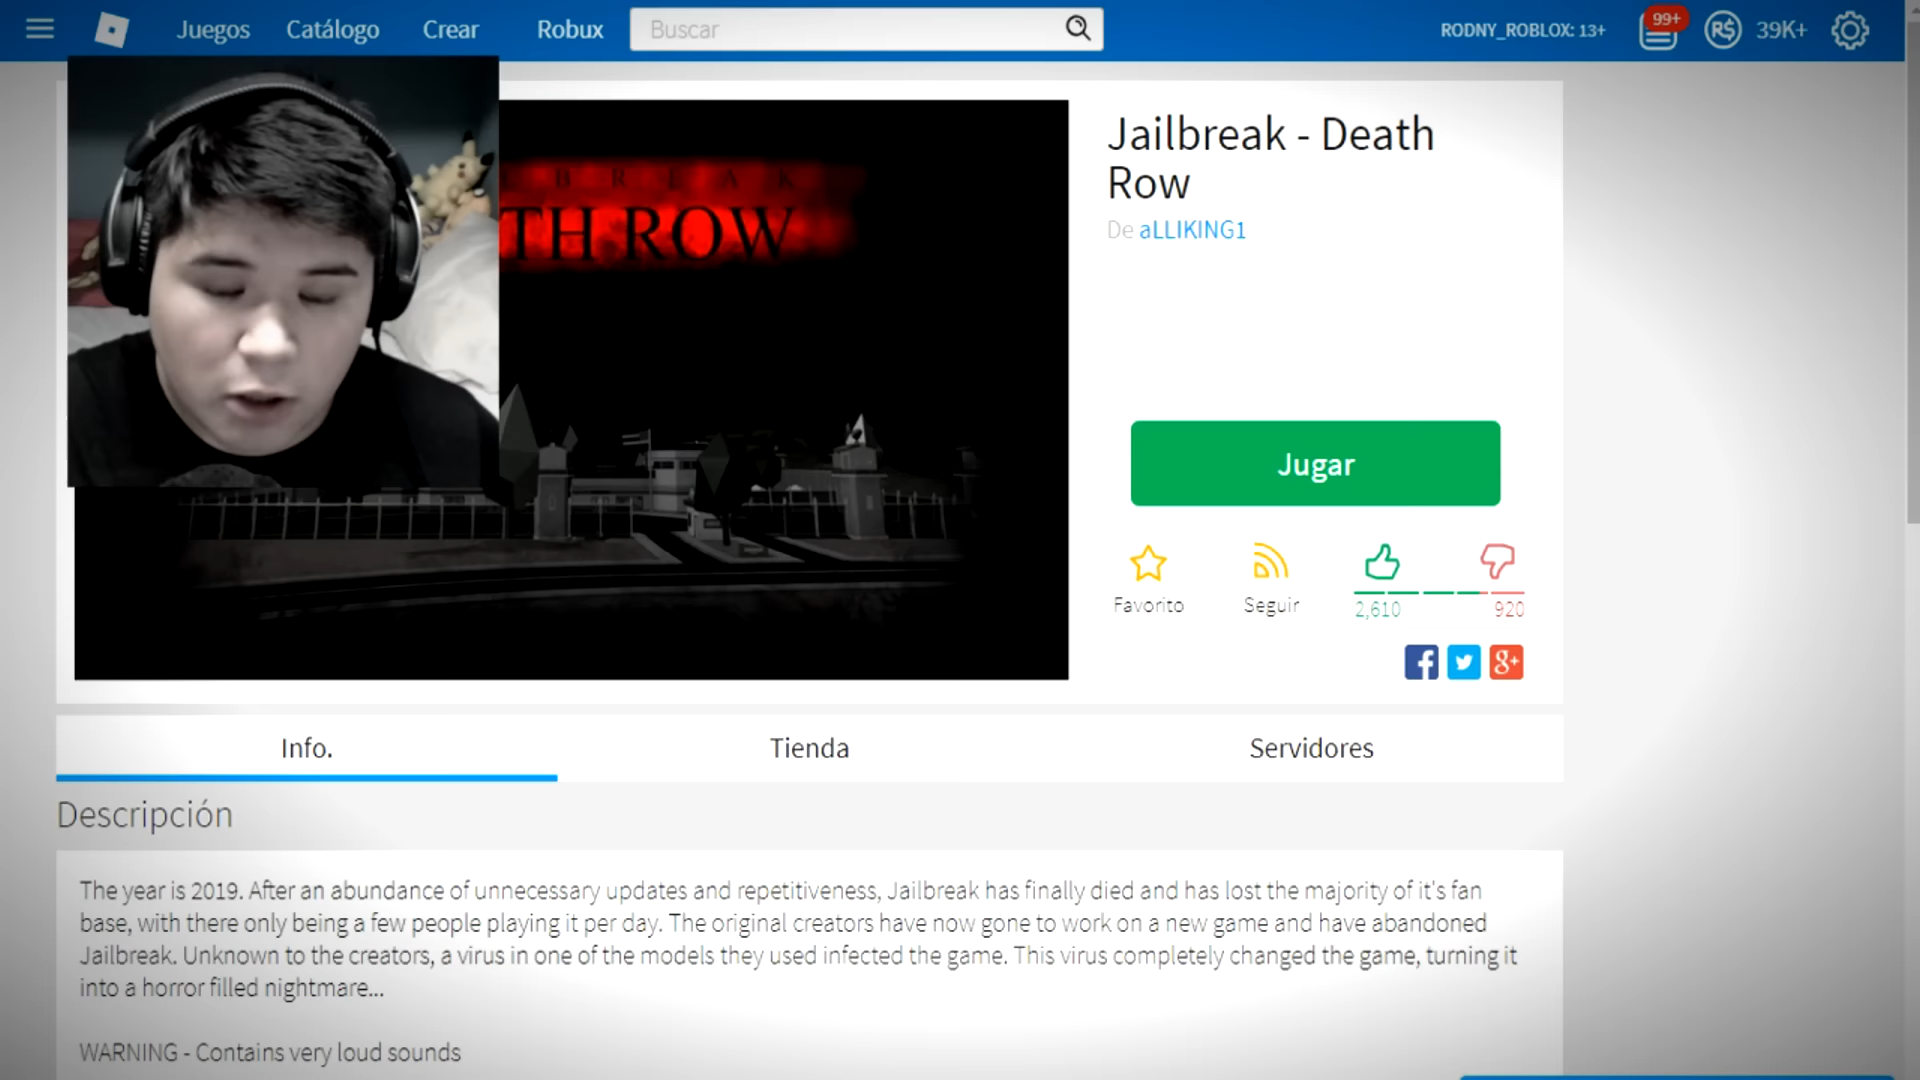 Juegos Catálogo Crear Robux Buscar RODNY_ROBLOX: 13+ 99+ R$ 39K+
B R E A K
TH ROW
Jailbreak - Death
Row
De aLLIKING1
Jugar
Favorito Seguir 2,610 920
Info. Tienda Servidores
Descripción
The year is 2019. After an abundance of unnecessary updates and repetitiveness, Jailbreak has finally died and has lost the majority of it's fan
base, with there only being a few people playing it per day. The original creators have now gone to work on a new game and have abandoned
Jailbreak. Unknown to the creators, a virus in one of the models they used infected the game. This virus completely changed the game, turning it
into a horror filled nightmare...
WARNING - Contains very loud sounds